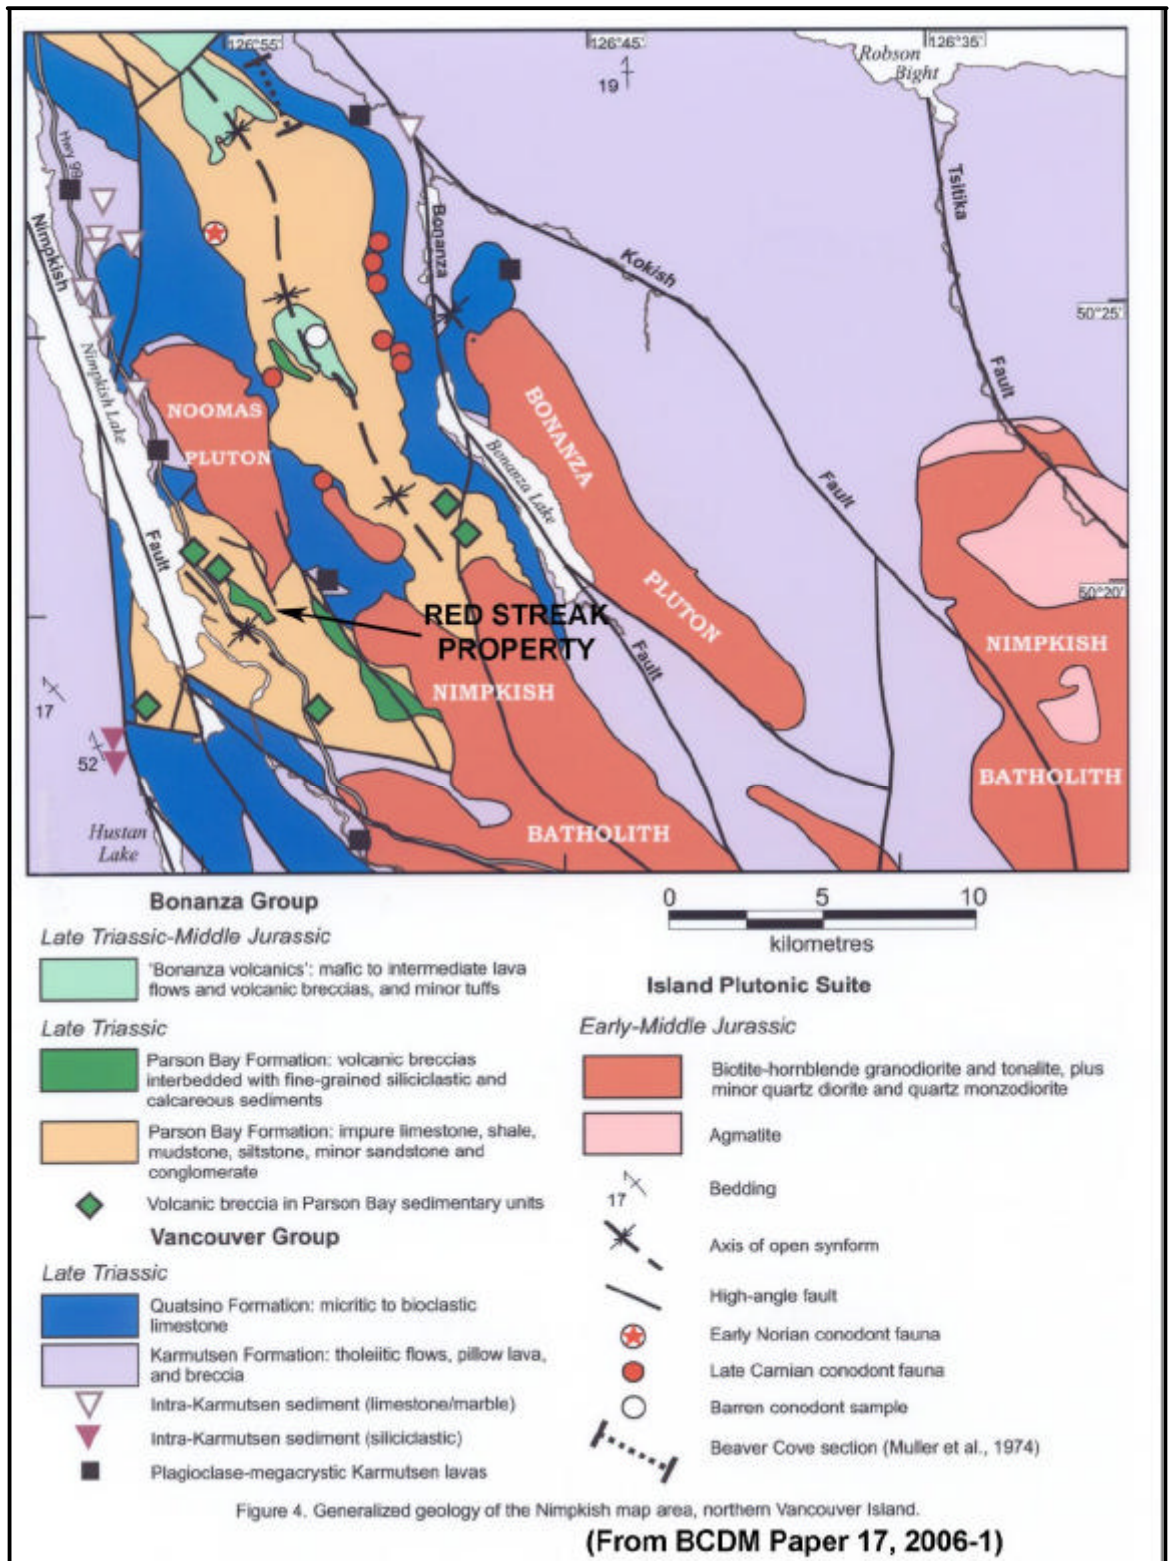 126°55'
126°45'
126°35'
Robson
Bight
19
Hwy 98
Nimpkish
Bonanza
Kokish
Tsitika
50°25'
Fault
Nimpkish Lake
NOOMAS
PLUTON
BONANZA
Bonanza Lake
Fault
Fault
50°20'
RED STREAK
PROPERTY
PLUTON
NIMPKISH
Fault
NIMPKISH
17
52
BATHOLITH
BATHOLITH
Hustan
Lake
Bonanza Group
Late Triassic-Middle Jurassic
'Bonanza volcanics': mafic to intermediate lava
flows and volcanic breccias, and minor tuffs
Late Triassic
Parson Bay Formation: volcanic breccias
interbedded with fine-grained siliciclastic and
calcareous sediments
Parson Bay Formation: impure limestone, shale,
mudstone, siltstone, minor sandstone and
conglomerate
Volcanic breccia in Parson Bay sedimentary units
Vancouver Group
Late Triassic
Quatsino Formation: micritic to bioclastic
limestone
Karmutsen Formation: tholeiitic flows, pillow lava,
and breccia
Intra-Karmutsen sediment (limestone/marble)
Intra-Karmutsen sediment (siliciclastic)
Plagioclase-megacrystic Karmutsen lavas
0 5 10
kilometres
Island Plutonic Suite
Early-Middle Jurassic
Biotite-hornblende granodiorite and tonalite, plus
minor quartz diorite and quartz monzodiorite
Agmatite
17
Bedding
Axis of open synform
High-angle fault
Early Norian conodont fauna
Late Carnian conodont fauna
Barren conodont sample
Beaver Cove section (Muller et al., 1974)
Figure 4. Generalized geology of the Nimpkish map area, northern Vancouver Island.
(From BCDM Paper 17, 2006-1)